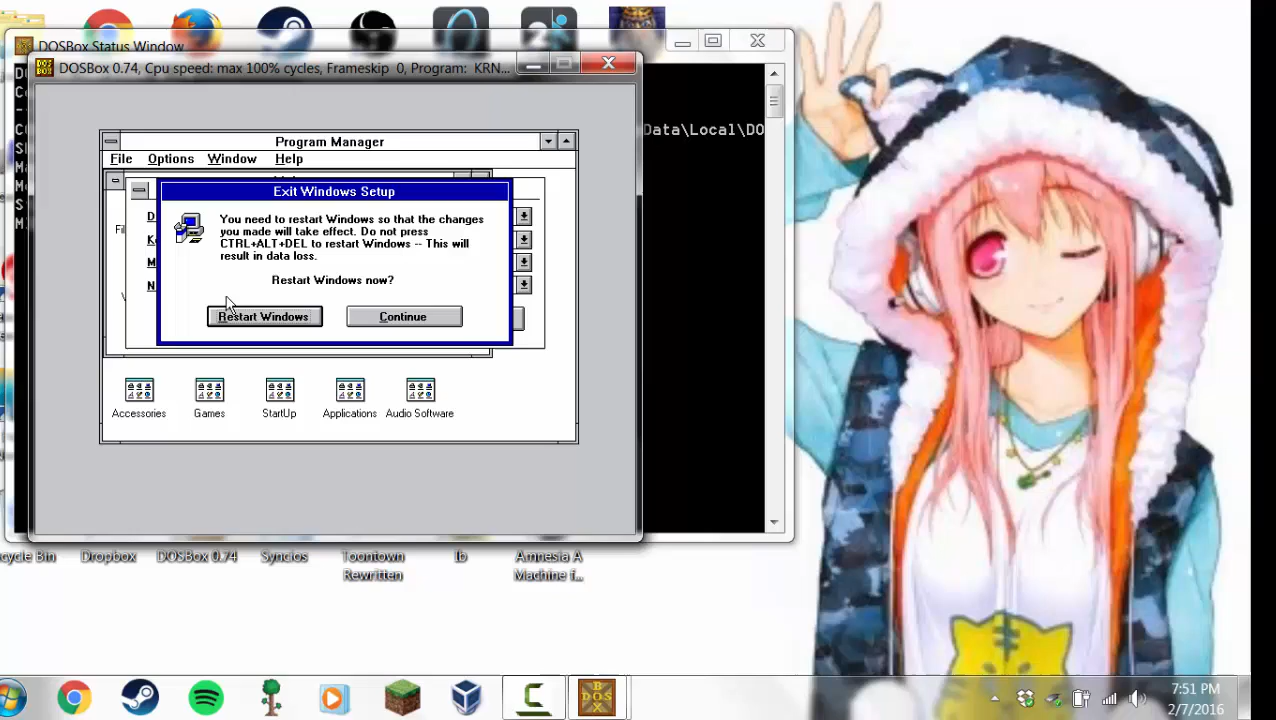 DOSBox Status Window
DOSBox 0.74, Cpu speed: max 100% cycles, Frameskip 0, Program: KRN...
Data\Local\DO
Program Manager
File Options Window Help
Exit Windows Setup
You need to restart Windows so that the changes
you made will take effect. Do not press
CTRL+ALT+DEL to restart Windows -- This will
result in data loss.
Restart Windows now?
Restart Windows Continue
Accessories Games StartUp Applications Audio Software
cycle Bin Dropbox DOSBox 0.74 Syncios Toontown Ib Amnesia A
Rewritten Machine f...
7:51 PM
2/7/2016